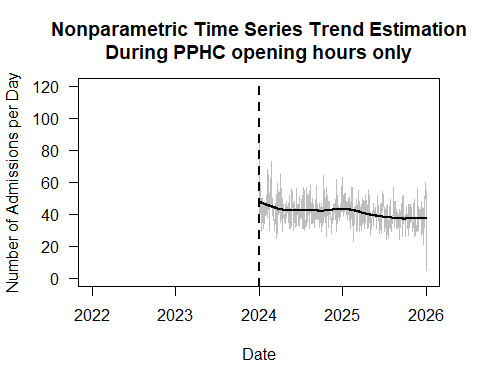 Nonparametric Time Series Trend Estimation
During PPHC opening hours only
Number of Admissions per Day
120
100
80
60
40
20
0
2022 2023 2024 2025 2026
Date